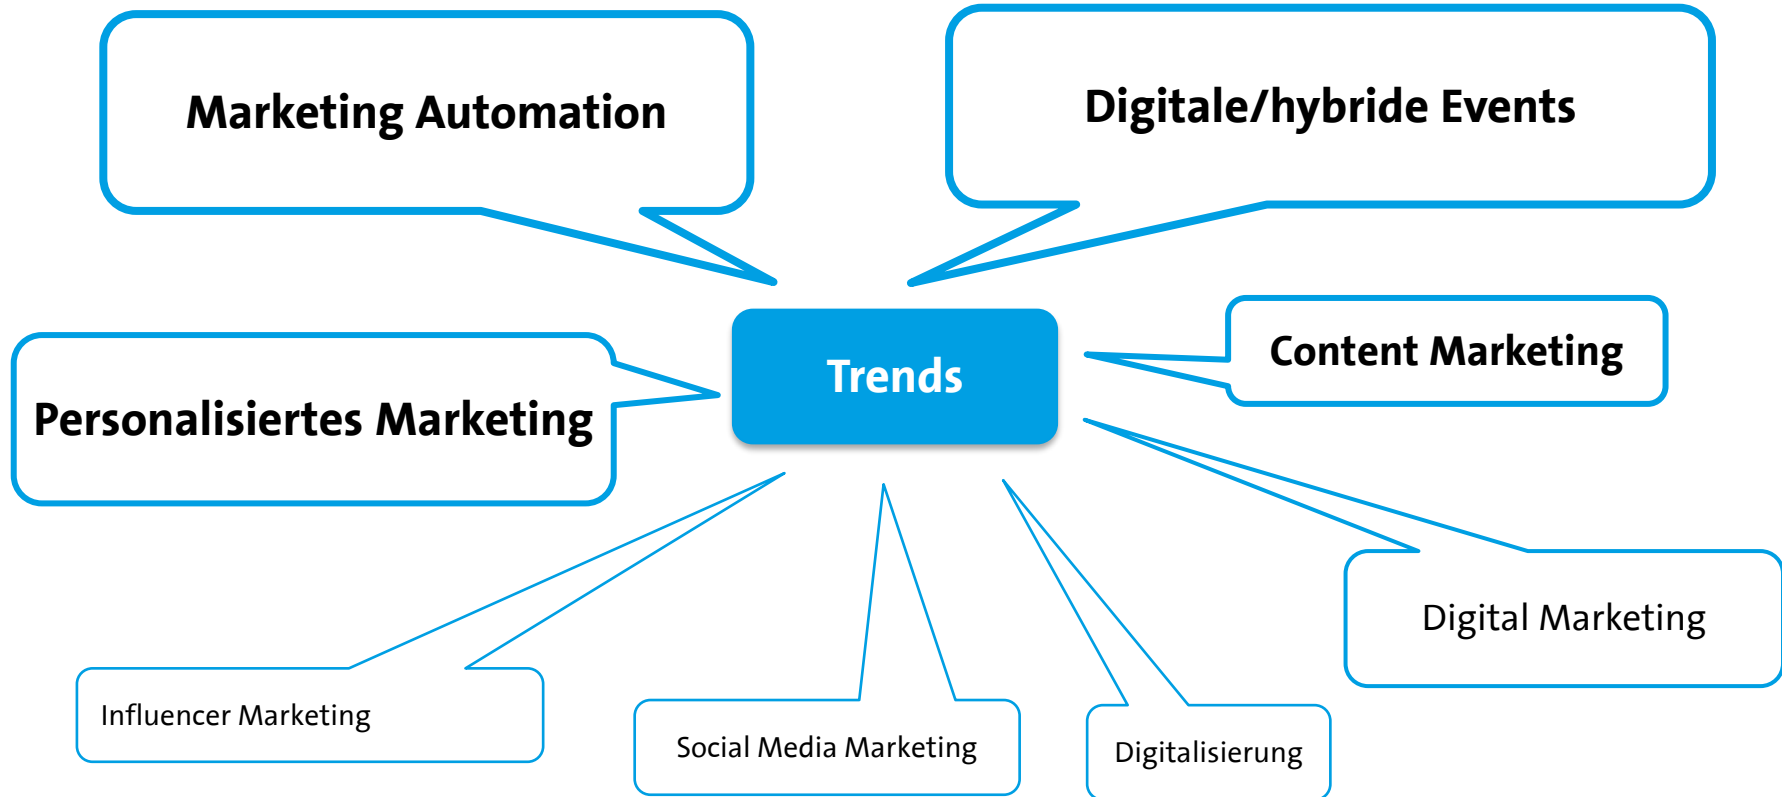 Marketing Automation
Digitale/hybride Events
Trends
Content Marketing
Personalisiertes Marketing
Digital Marketing
Influencer Marketing
Social Media Marketing
Digitalisierung